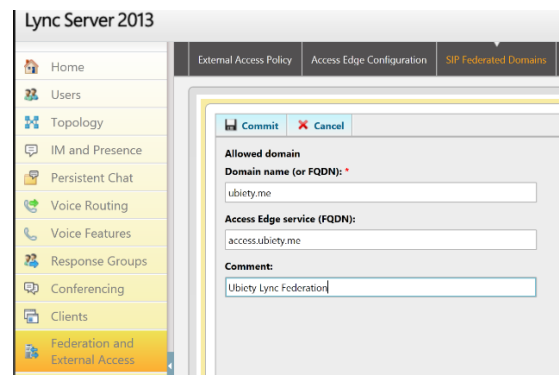 Lync Server 2013
Home
Users
Topology
IM and Presence
Persistent Chat
Voice Routing
Voice Features
Response Groups
Conferencing
Clients
Federation and
External Access
External Access Policy
Access Edge Configuration
SIP Federated Domains
Commit
Cancel
Allowed domain
Domain name (or FQDN): *
ubiety.me
Access Edge service (FQDN):
access.ubiety.me
Comment:
Ubiety Lync Federation